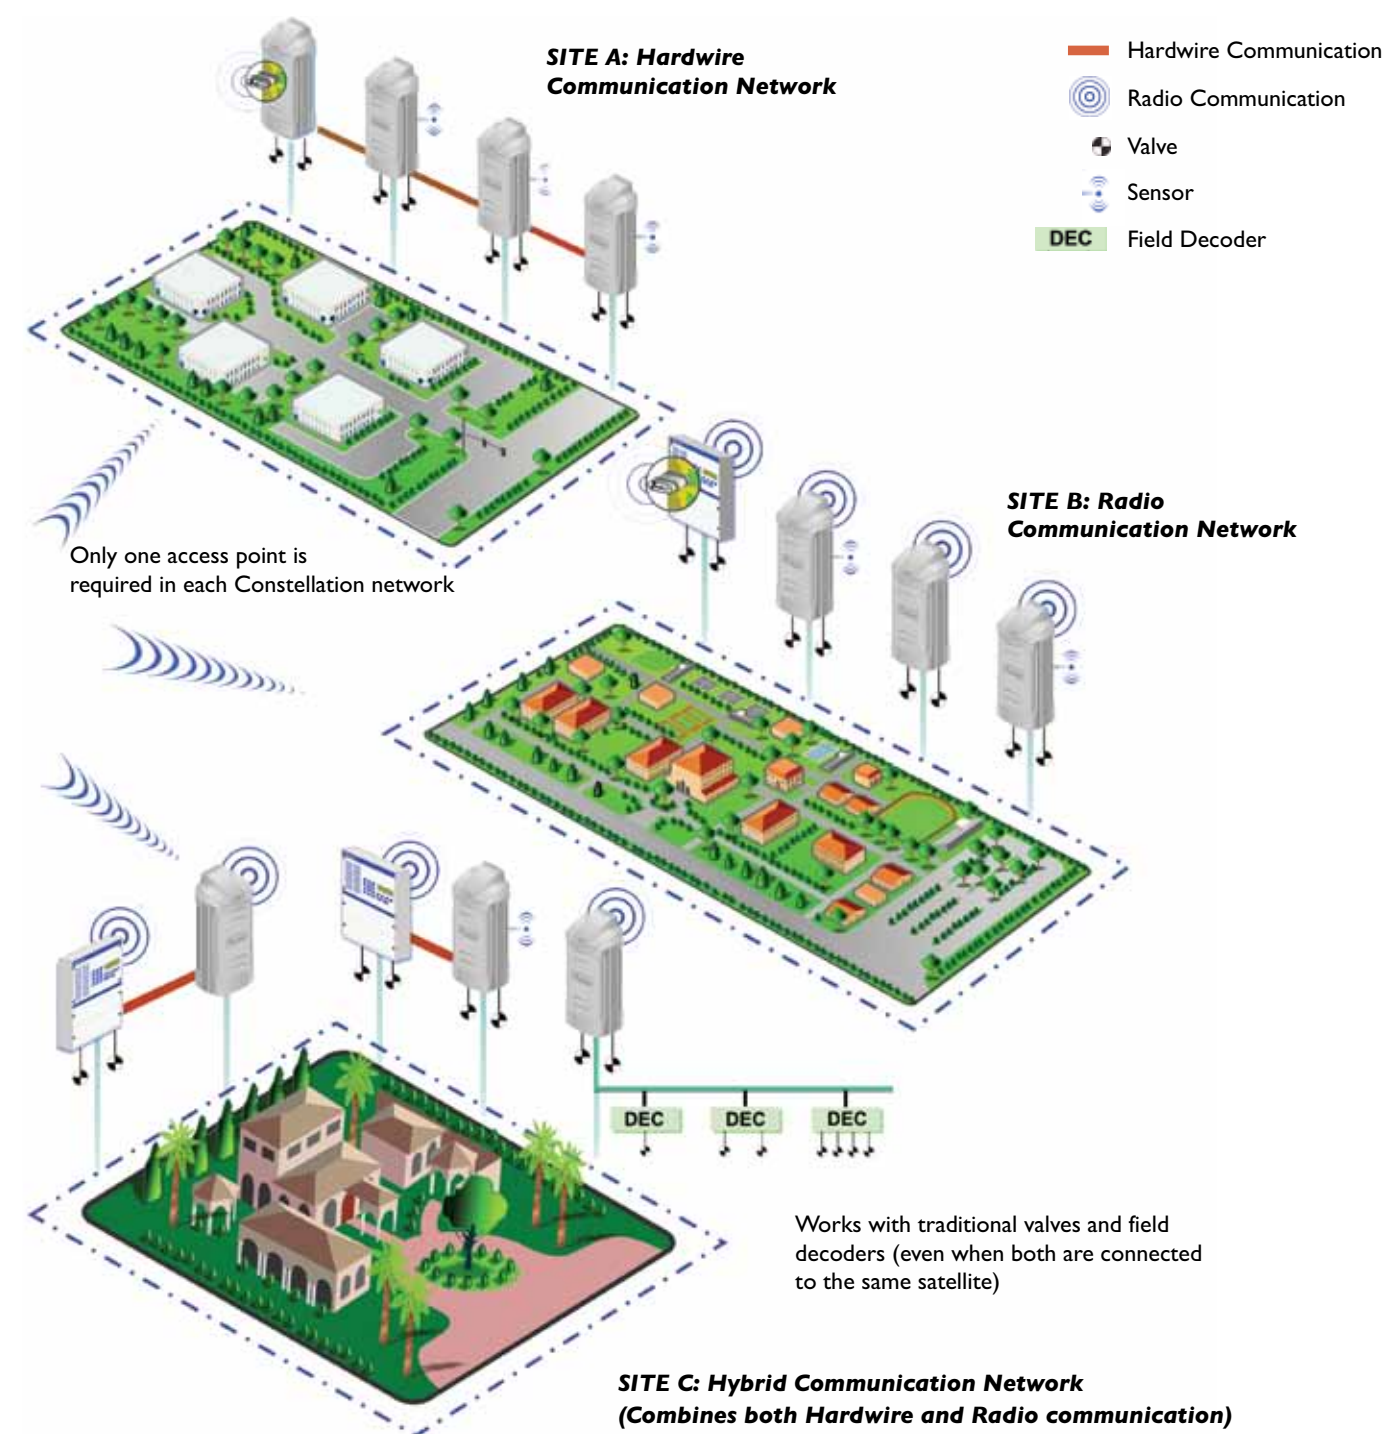 SITE A: Hardwire
Communication Network
Hardwire Communication
Radio Communication
Valve
Sensor
DEC Field Decoder
SITE B: Radio
Communication Network
Only one access point is
required in each Constellation network
DEC DEC DEC
Works with traditional valves and field
decoders (even when both are connected
to the same satellite)
SITE C: Hybrid Communication Network
(Combines both Hardwire and Radio communication)